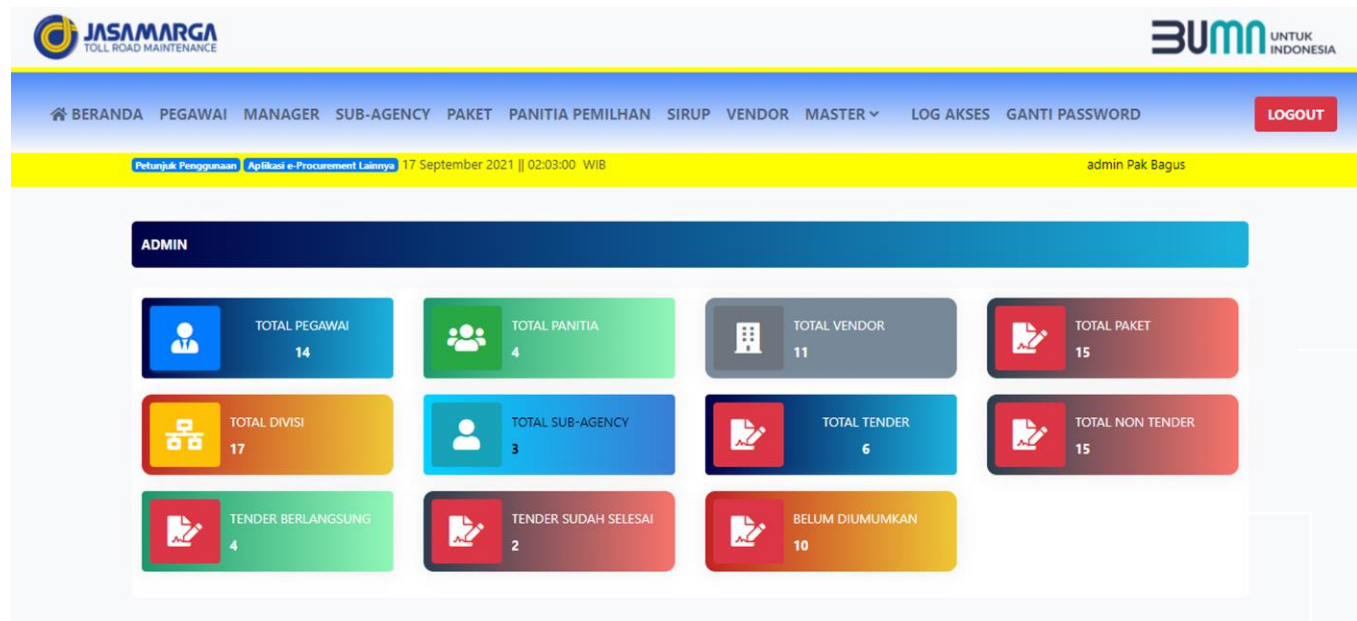 JASAMARGA
TOLL ROAD MAINTENANCE
BUMN UNTUK INDONESIA
BERANDA PEGAWAI MANAGER SUB-AGENCY PAKET PANITIA PEMILHAN SIRUP VENDOR MASTER LOG AKSES GANTI PASSWORD LOGOUT
Petunjuk Penggunaan Aplikasi e-Procurement Lainnya 17 September 2021 || 02:03:00 WIB admin Pak Bagus
ADMIN
TOTAL PEGAWAI
14
TOTAL PANITIA
4
TOTAL VENDOR
11
TOTAL PAKET
15
TOTAL DIVISI
17
TOTAL SUB-AGENCY
3
TOTAL TENDER
6
TOTAL NON TENDER
15
TENDER BERLANGSUNG
4
TENDER SUDAH SELESAI
2
BELUM DIUMUMKAN
10